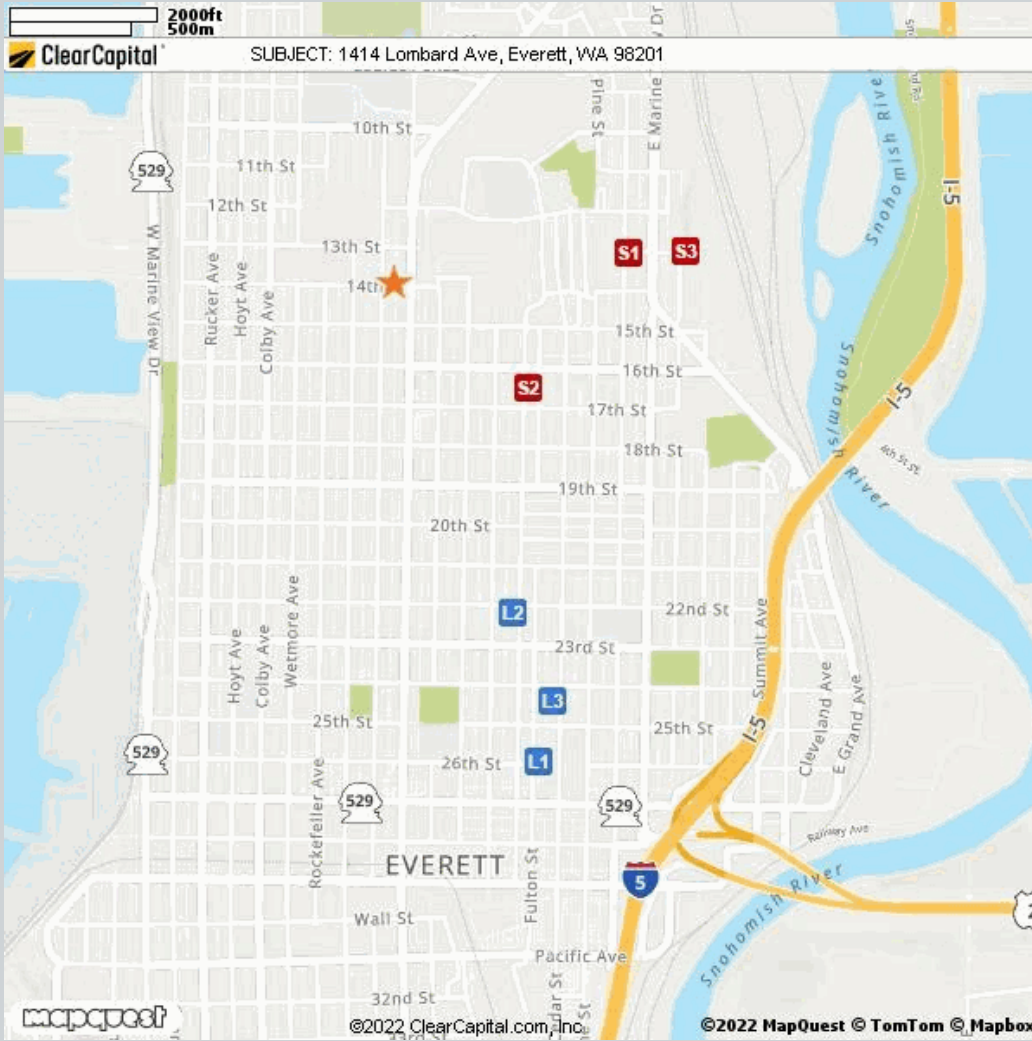 2000ft
500m
ClearCapital
SUBJECT: 1414 Lombard Ave, Everett, WA 98201
10th St
Pine St
E Marine
Dr
Snohomish River
I-5
529
11th St
12th St
W Marine View Dr
Rucker Ave
Hoyt Ave
Colby Ave
13th St
14th
S1
S3
15th St
16th St
S2
17th St
18th St
Snohomish
River
I-5
4th St SE
19th St
20th St
Wetmore Ave
Hoyt Ave
Colby Ave
L2
22nd St
Summit Ave
23rd St
L3
25th St
25th St
I-5
Cleveland Ave
E Grand Ave
529
26th St
L1
Rockefeller Ave
529
529
Railway Ave
EVERETT
Fulton St
5
Snohomish River
2
Wall St
Pacific Ave
32nd St
mapquest
©2022 ClearCapital.com, Inc.
©2022 MapQuest © TomTom © Mapbox